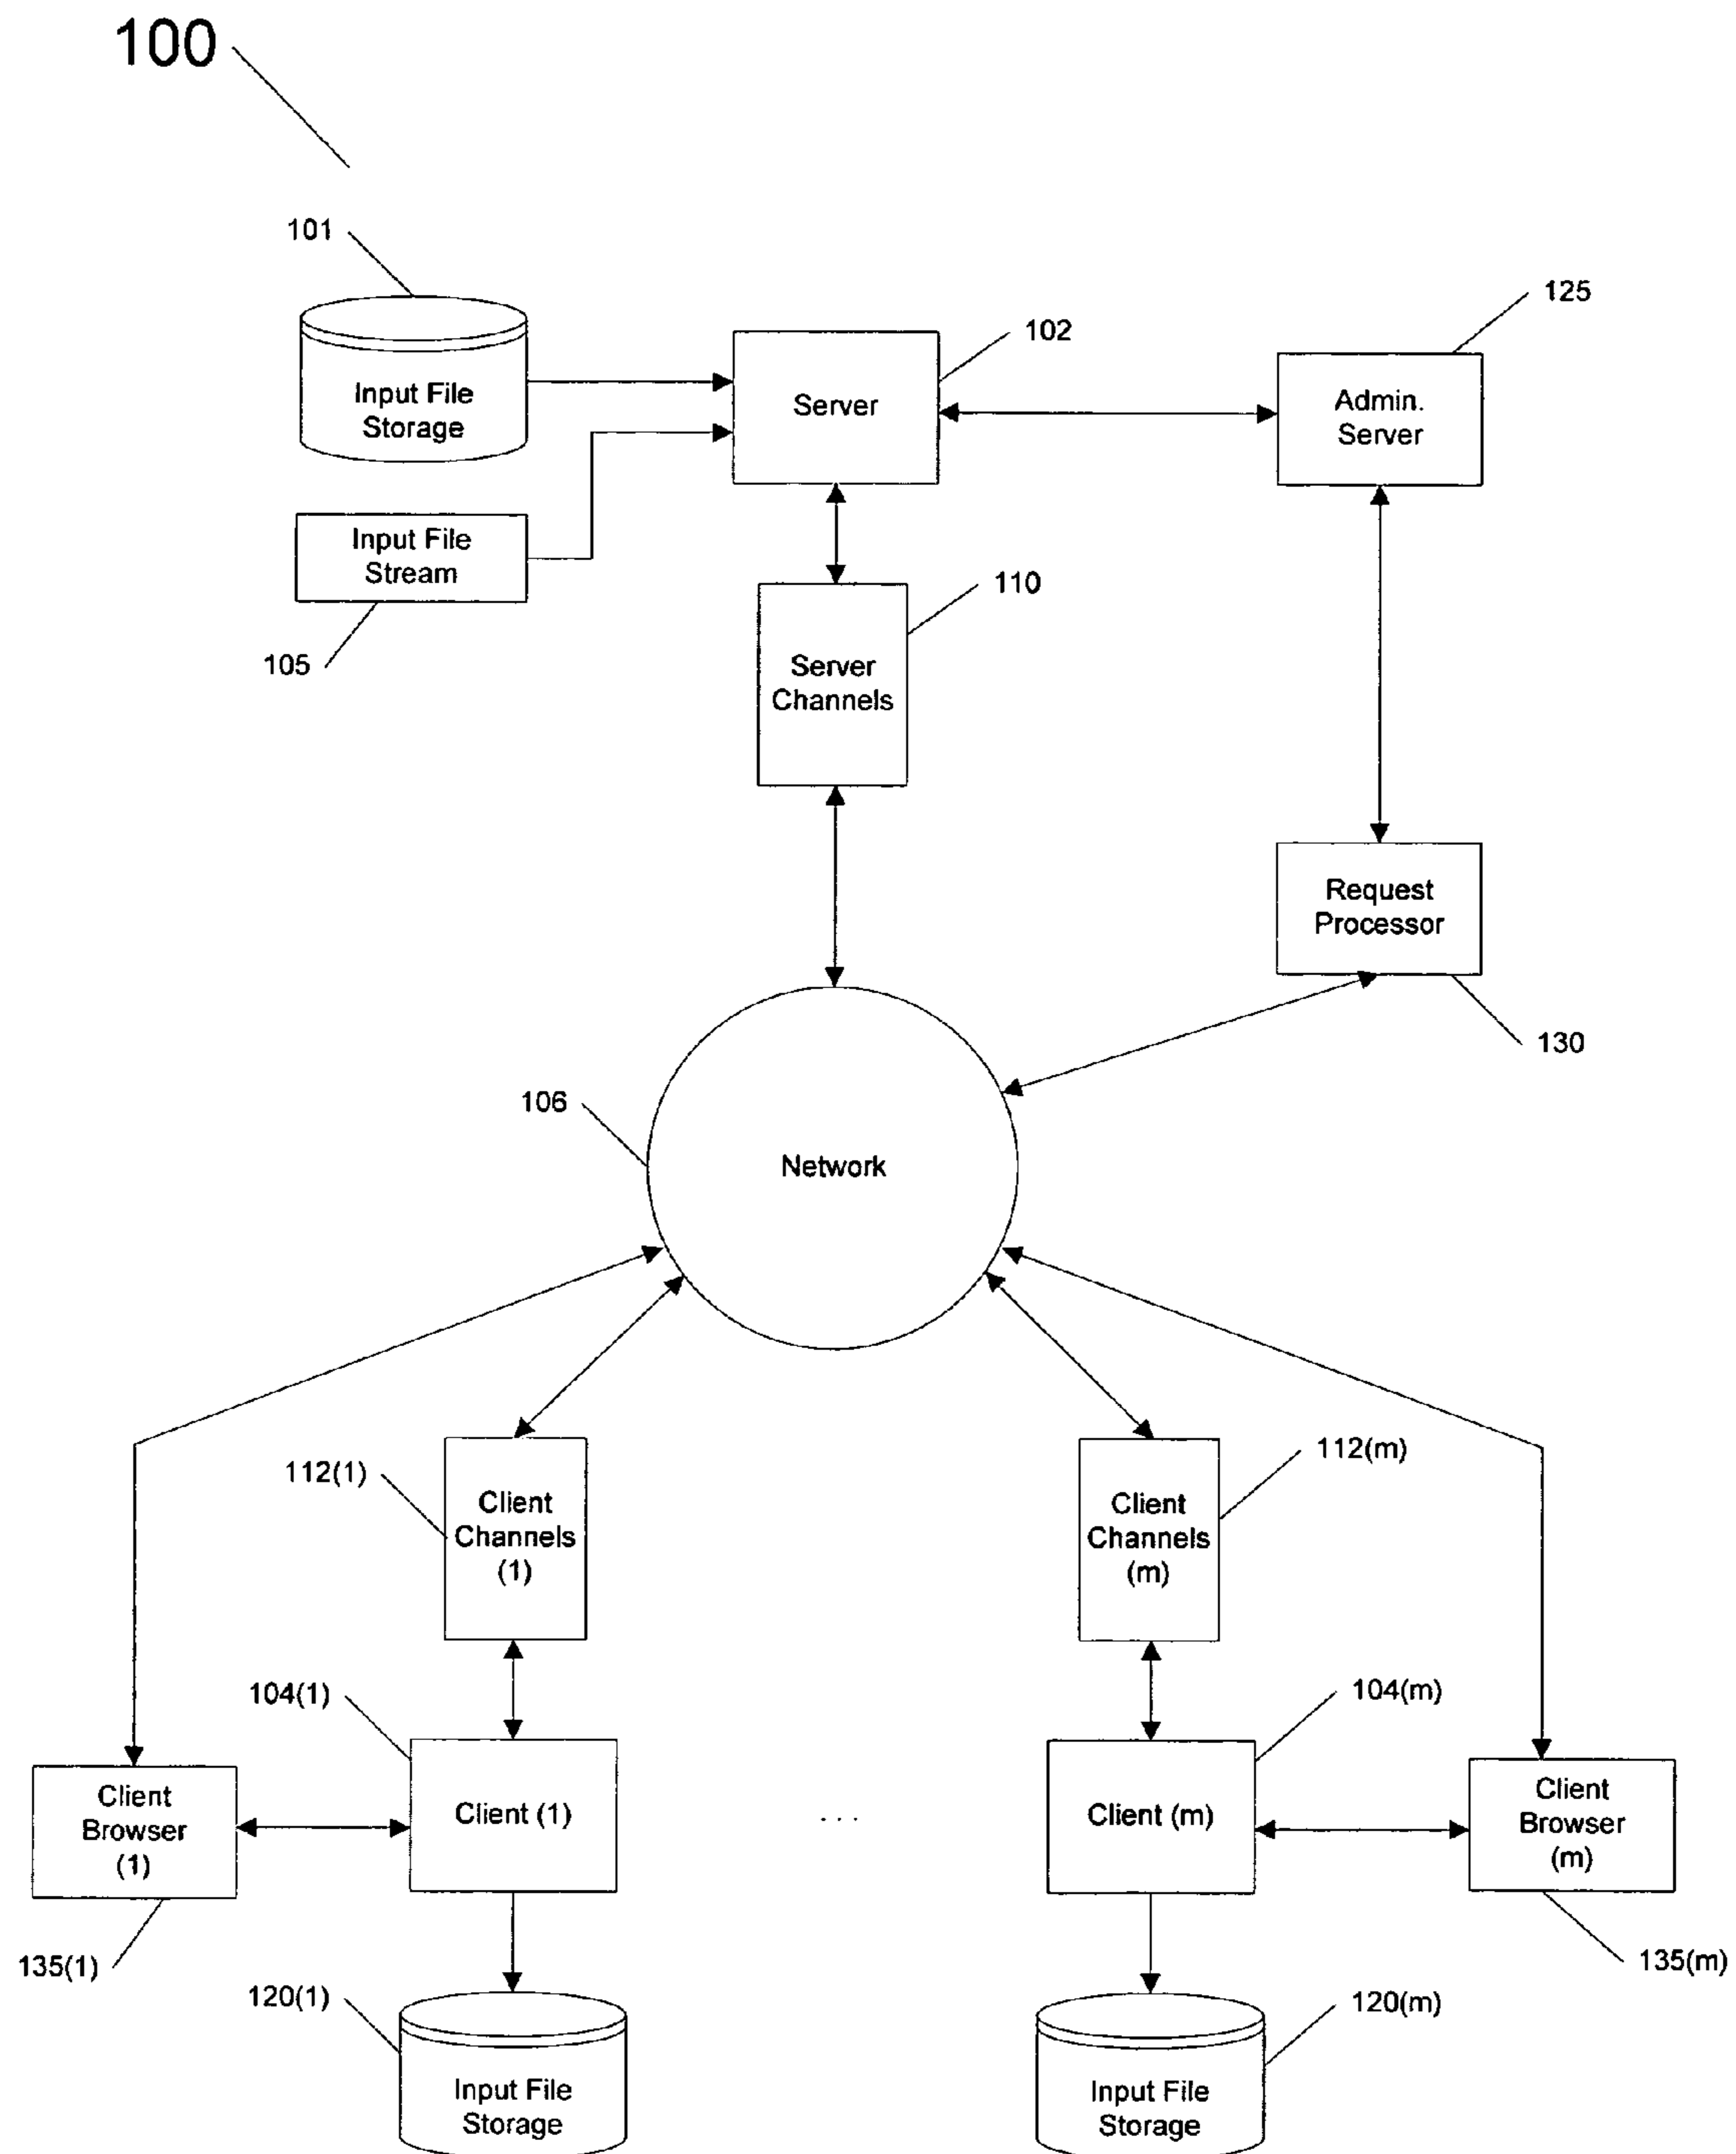 100
101
125
102
Input File
Storage
Server
Admin.
Server
Input File
Stream
110
105
Server
Channels
Request
Processor
130
106
Network
112(1)
Client
Channels
(1)
Client
Channels
(m)
112(m)
104(1)
104(m)
Client
Browser
(1)
Client (1)
...
Client (m)
Client
Browser
(m)
135(1)
135(m)
120(1)
120(m)
Input File
Storage
Input File
Storage